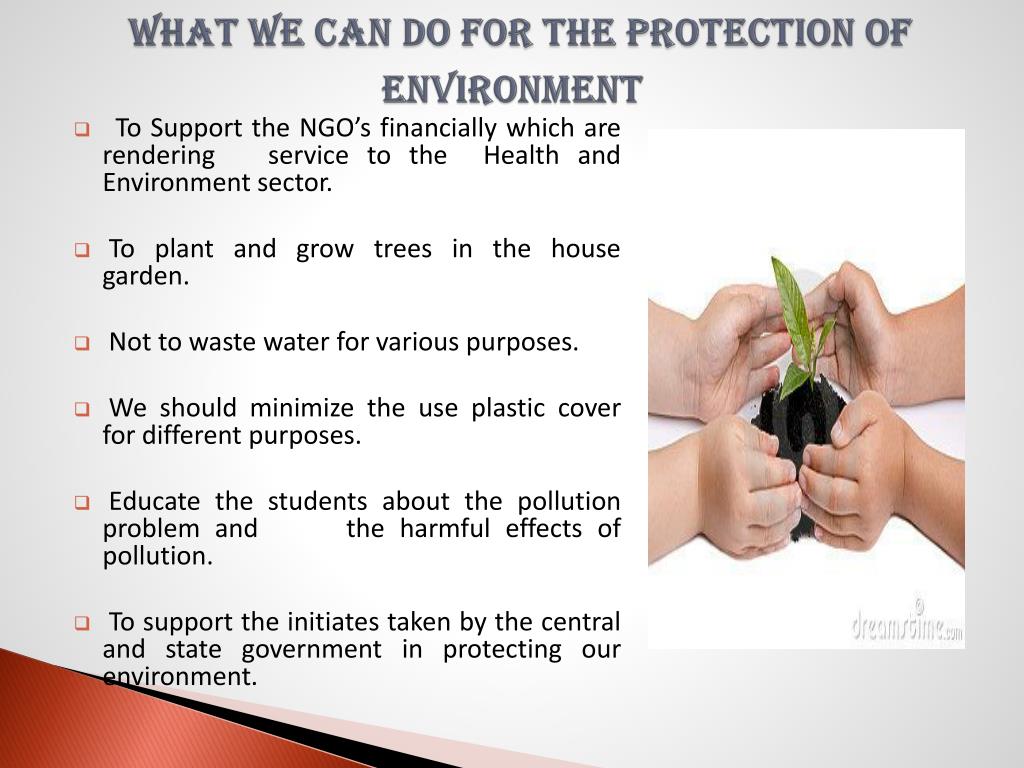 WHAT WE CAN DO FOR THE PROTECTION OF
ENVIRONMENT
To Support the NGO’s financially which are
rendering service to the Health and
Environment sector.
To plant and grow trees in the house
garden.
Not to waste water for various purposes.
We should minimize the use plastic cover
for different purposes.
Educate the students about the pollution
problem and the harmful effects of
pollution.
To support the initiates taken by the central
and state government in protecting our
environment.
dreamstime.com